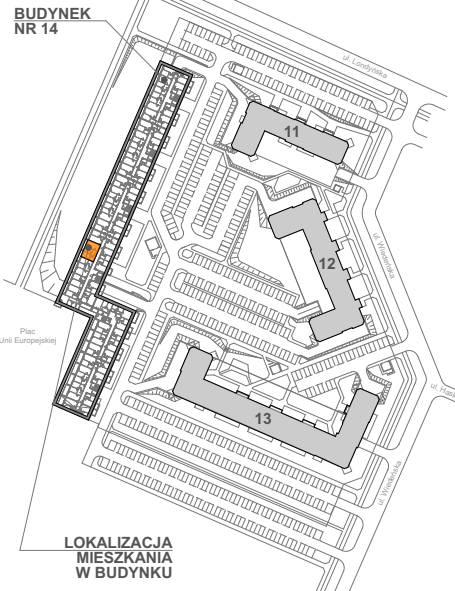 BUDYNEK
NR 14
ul. Londyńska
11
ul. Wiedeńska
12
Plac
Unii Europejskiej
13
ul. Wiedeńska
LOKALIZACJA
MIESZKANIA
W BUDYNKU